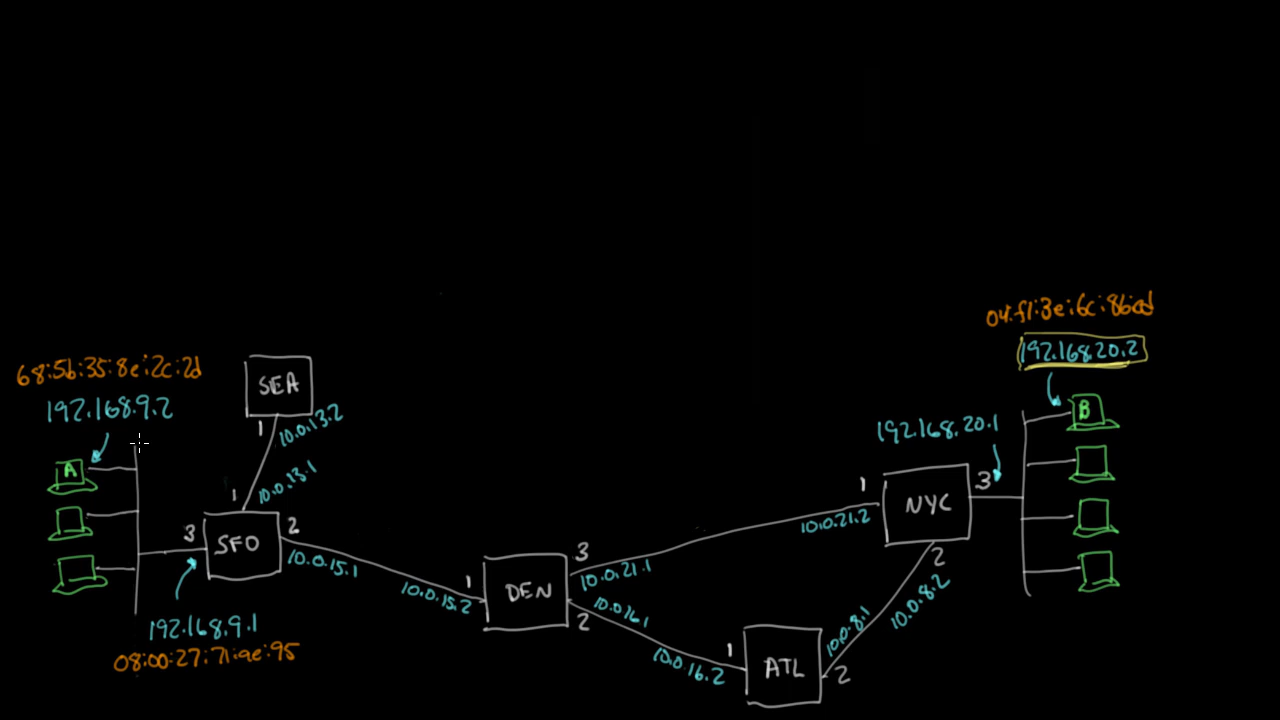 04:f1:3e:6c:86:cd
192.168.20.2
68:5b:35:8e:2c:2d
192.168.9.2
SEA
1
10.0.13.2
B
192.168.20.1
A
10.0.13.1
1
3
SFO
2
10.0.15.1
1
NYC
3
10.0.21.2
2
10.0.8.2
3
10.0.21.1
1
10.0.15.2
DEN
10.0.16.1
2
192.168.9.1
08:00:27:71:ae:95
10.0.8.1
1
10.0.16.2
ATL
2